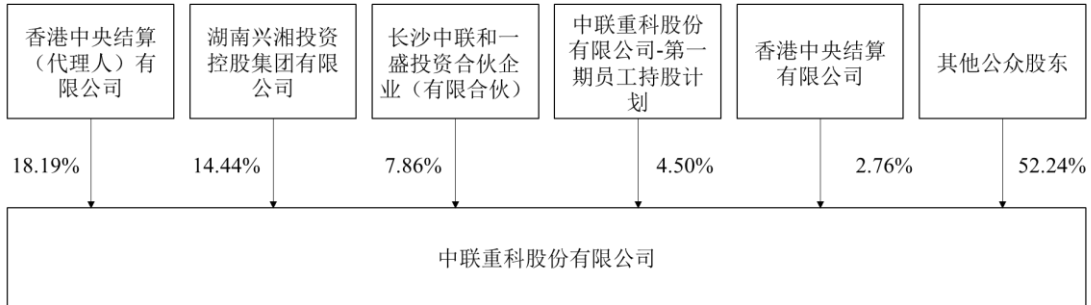 香港中央结算
（代理人）有
限公司
湖南兴湘投资
控股集团有限
公司
长沙中联和一
盛投资合伙企
业（有限合伙）
中联重科股份
有限公司-第一
期员工持股计
划
香港中央结算
有限公司
其他公众股东
18.19%
14.44%
7.86%
4.50%
2.76%
52.24%
中联重科股份有限公司